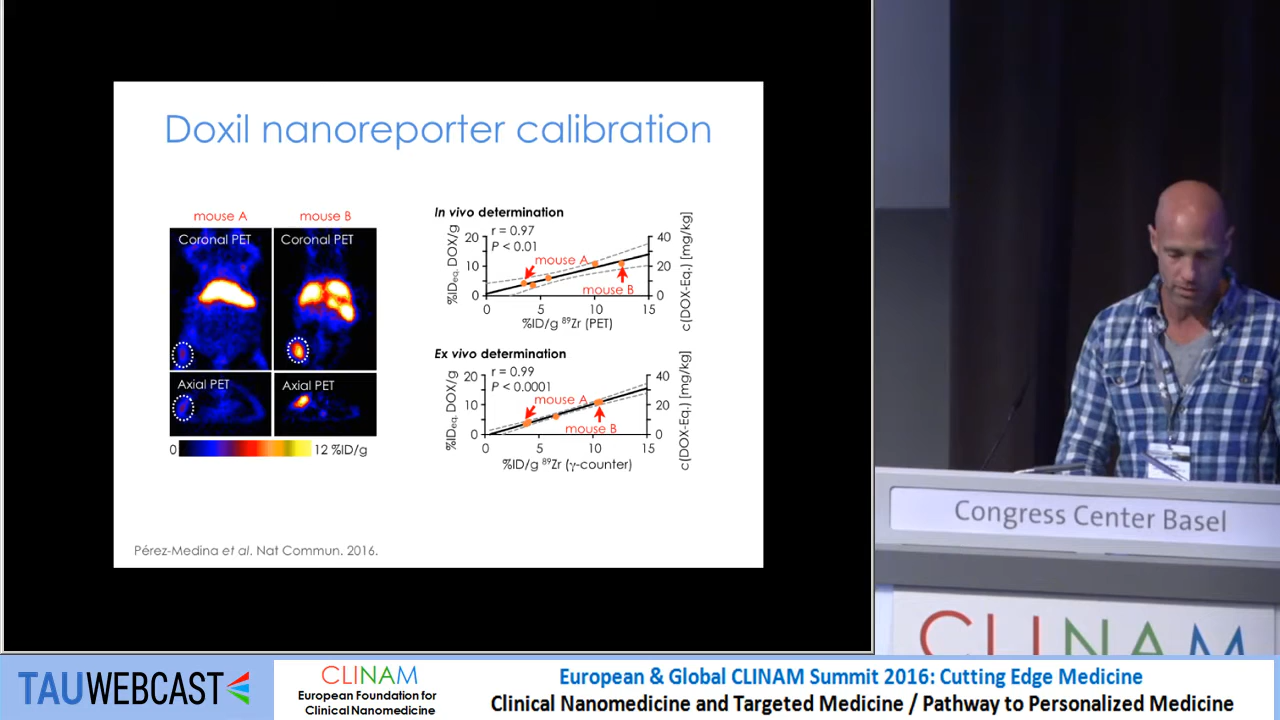 Doxil nanoreporter calibration
mouse A
mouse B
Coronal PET
Coronal PET
Axial PET
Axial PET
0
12 %ID/g
In vivo determination
r = 0.97
P < 0.01
mouse A
mouse B
20
10
0
40
20
0
0
5
10
15
%IDeq. DOX/g
c(DOX-Eq.) [mg/kg]
%ID/g ⁸⁹Zr (PET)
Ex vivo determination
r = 0.99
P < 0.0001
mouse A
mouse B
20
10
0
40
20
0
0
5
10
15
%IDeq. DOX/g
c(DOX-Eq.) [mg/kg]
%ID/g ⁸⁹Zr (γ-counter)
Pérez-Medina et al. Nat Commun. 2016.
Congress Center Basel
CLINAM
TAUWEBCAST
CLINAM
European Foundation for
Clinical Nanomedicine
European & Global CLINAM Summit 2016: Cutting Edge Medicine
Clinical Nanomedicine and Targeted Medicine / Pathway to Personalized Medicine